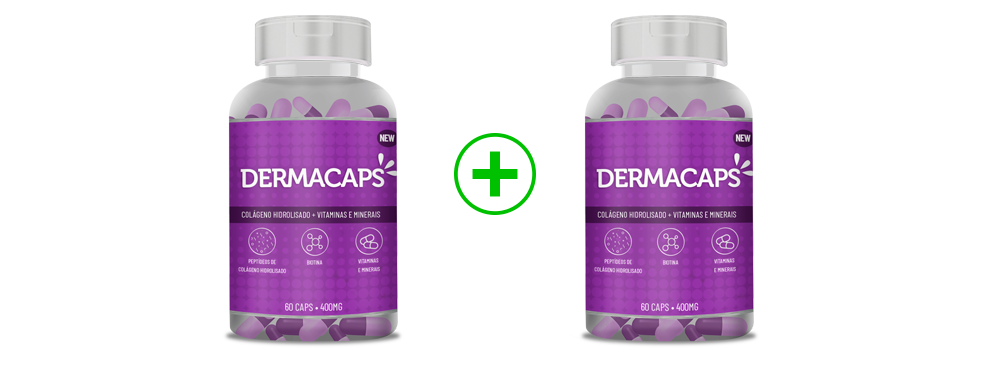 NEW
DERMACAPS
COLÁGENO HIDROLISADO + VITAMINAS E MINERAIS
PEPTÍDEOS DE
COLÁGENO HIDROLISADO
BIOTINA
VITAMINAS
E MINERAIS
60 CAPS • 400MG
NEW
DERMACAPS
COLÁGENO HIDROLISADO + VITAMINAS E MINERAIS
PEPTÍDEOS DE
COLÁGENO HIDROLISADO
BIOTINA
VITAMINAS
E MINERAIS
60 CAPS • 400MG